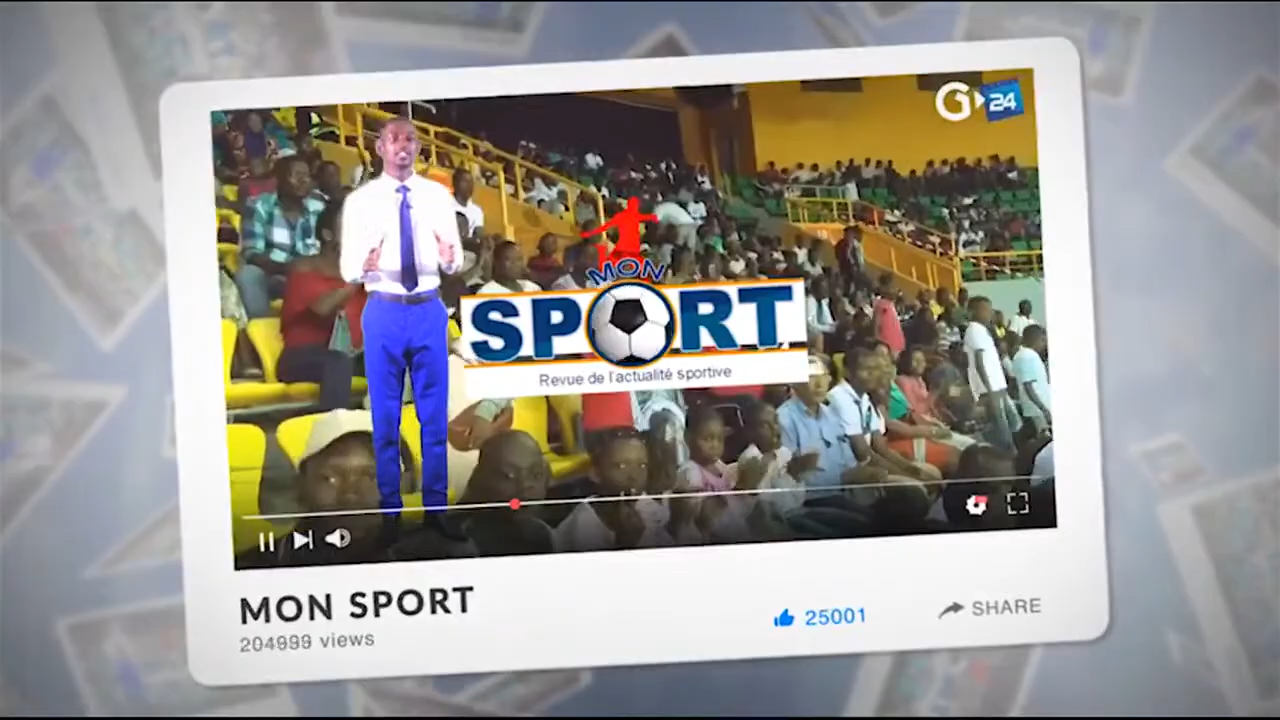 G 24
MON
SPORT
Revue de l'actualité sportive
MON SPORT
204999 views
25001
SHARE